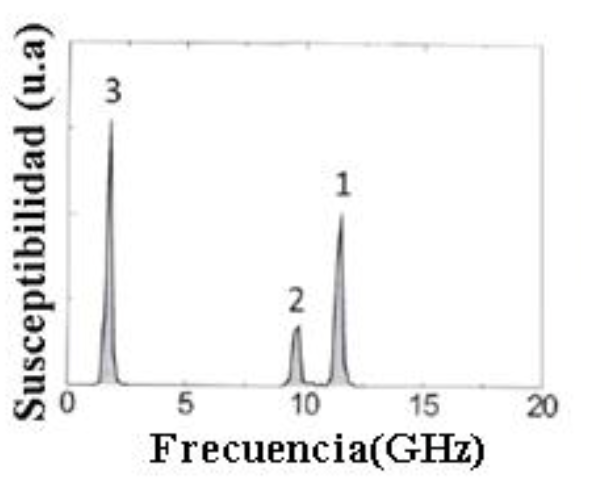 Susceptibilidad (u.a)
3
1
2
0 5 10 15 20
Frecuencia(GHz)